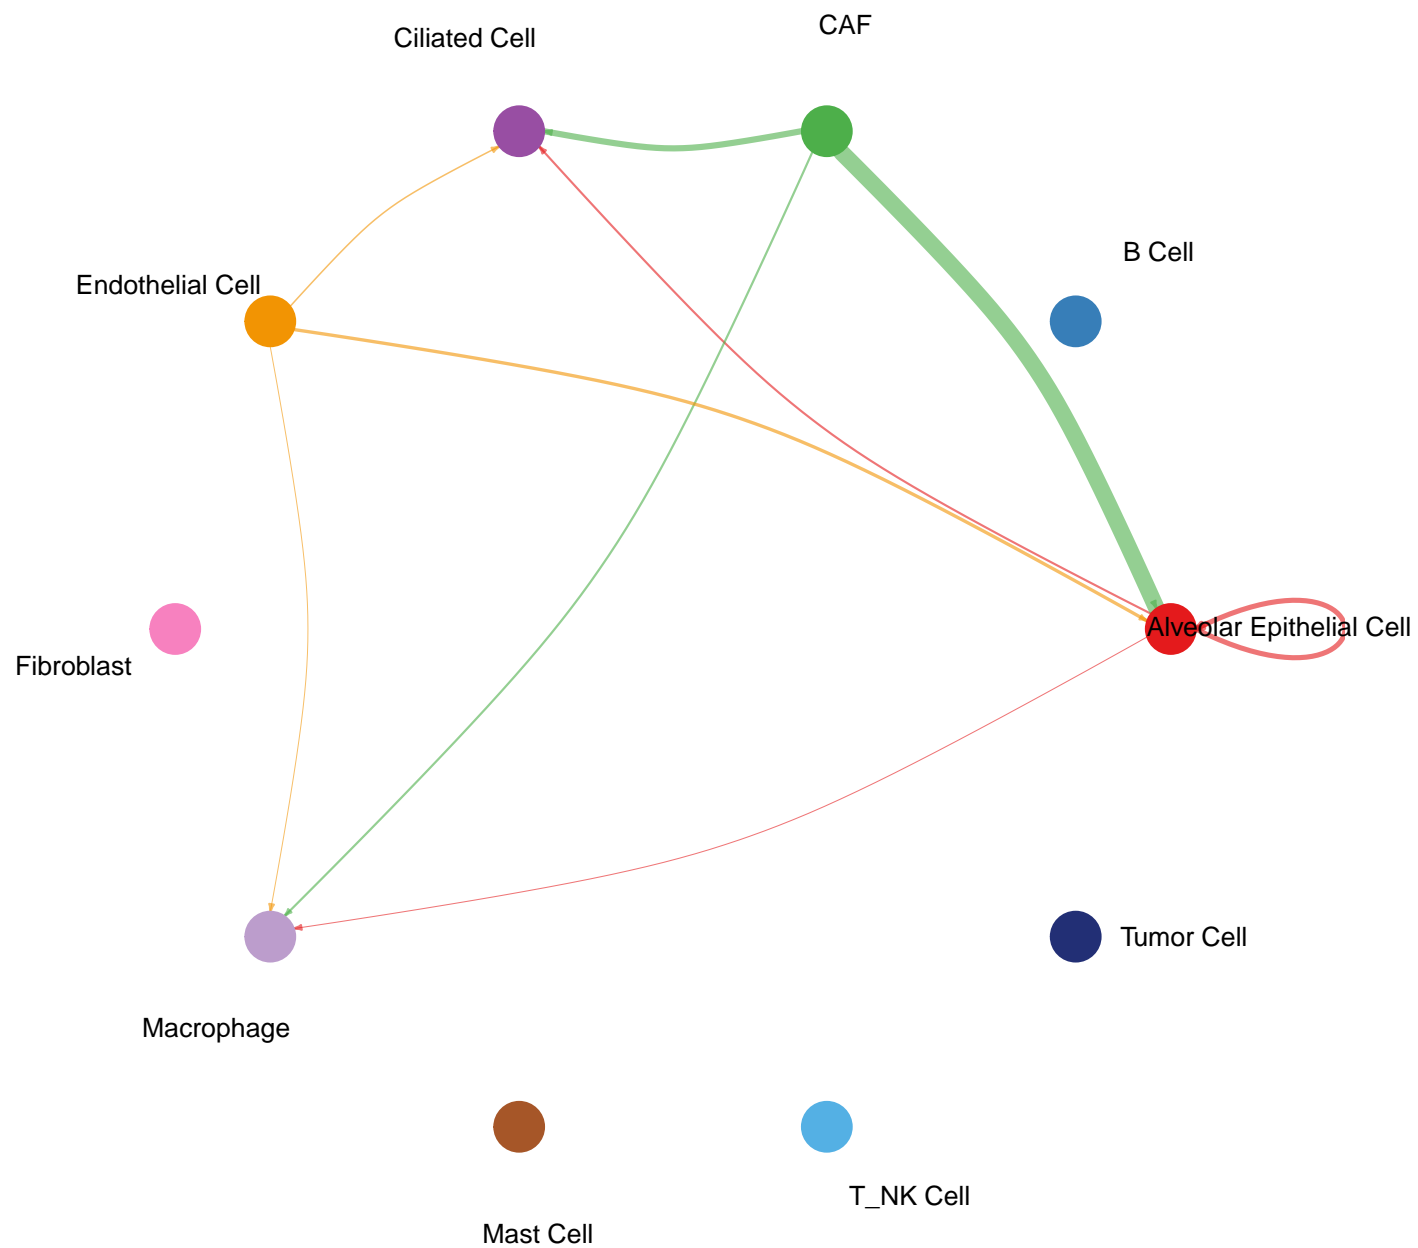 CAF
Ciliated Cell
B Cell
Endothelial Cell
Alveolar Epithelial Cell
Fibroblast
Tumor Cell
Macrophage
T_NK Cell
Mast Cell